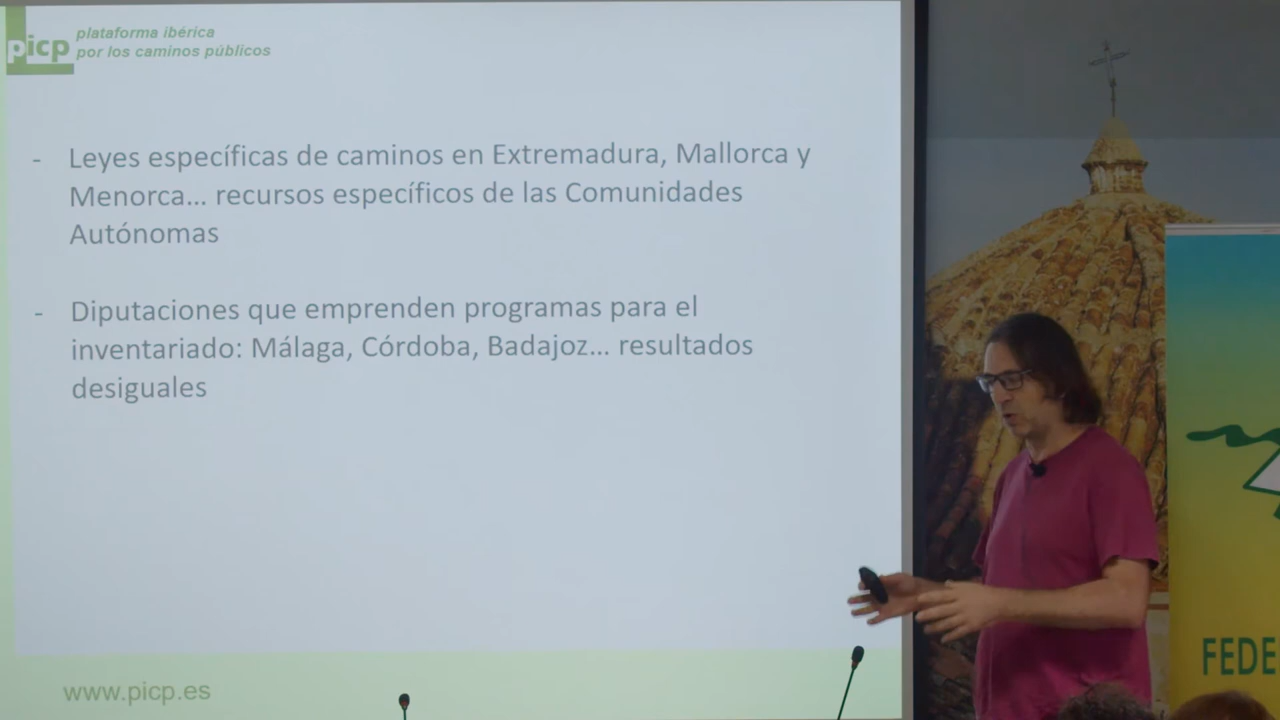 picp
plataforma ibérica
por los caminos públicos
- Leyes específicas de caminos en Extremadura, Mallorca y
Menorca... recursos específicos de las Comunidades
Autónomas
- Diputaciones que emprenden programas para el
inventariado: Málaga, Córdoba, Badajoz... resultados
desiguales
www.picp.es
FEDE